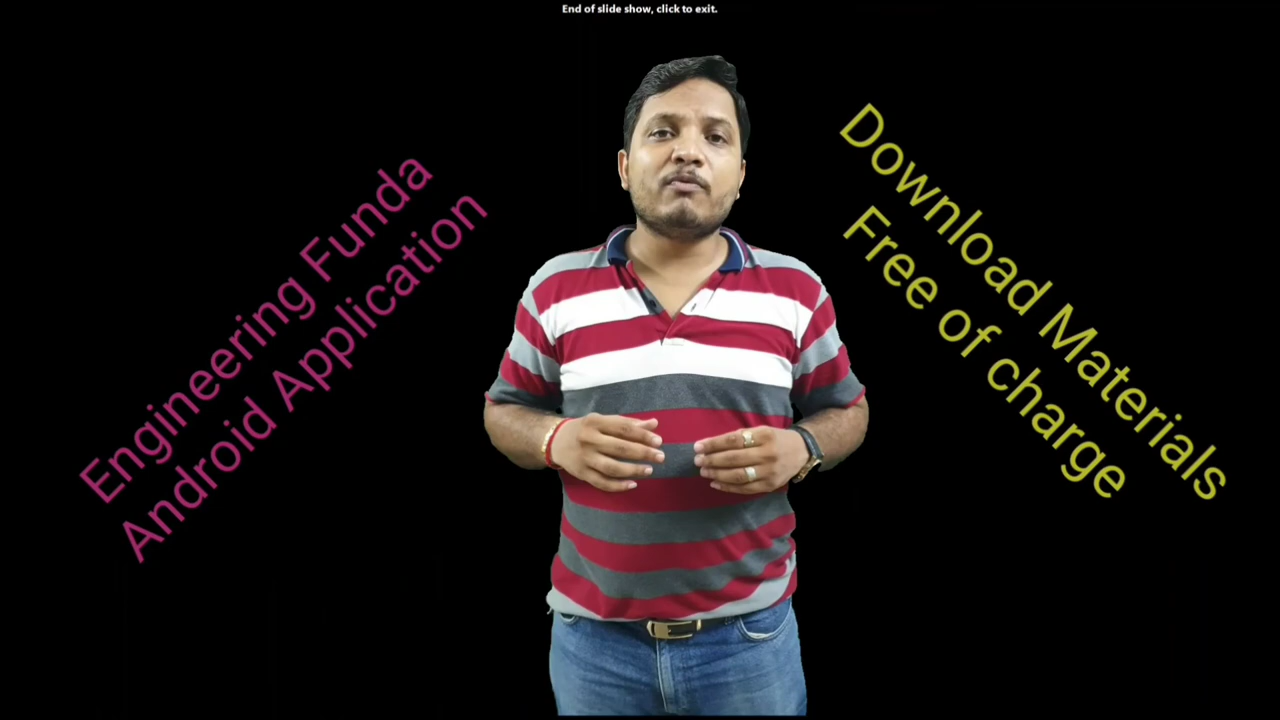 End of slide show, click to exit.
Engineering Funda
Android Application
Download Materials
Free of charge